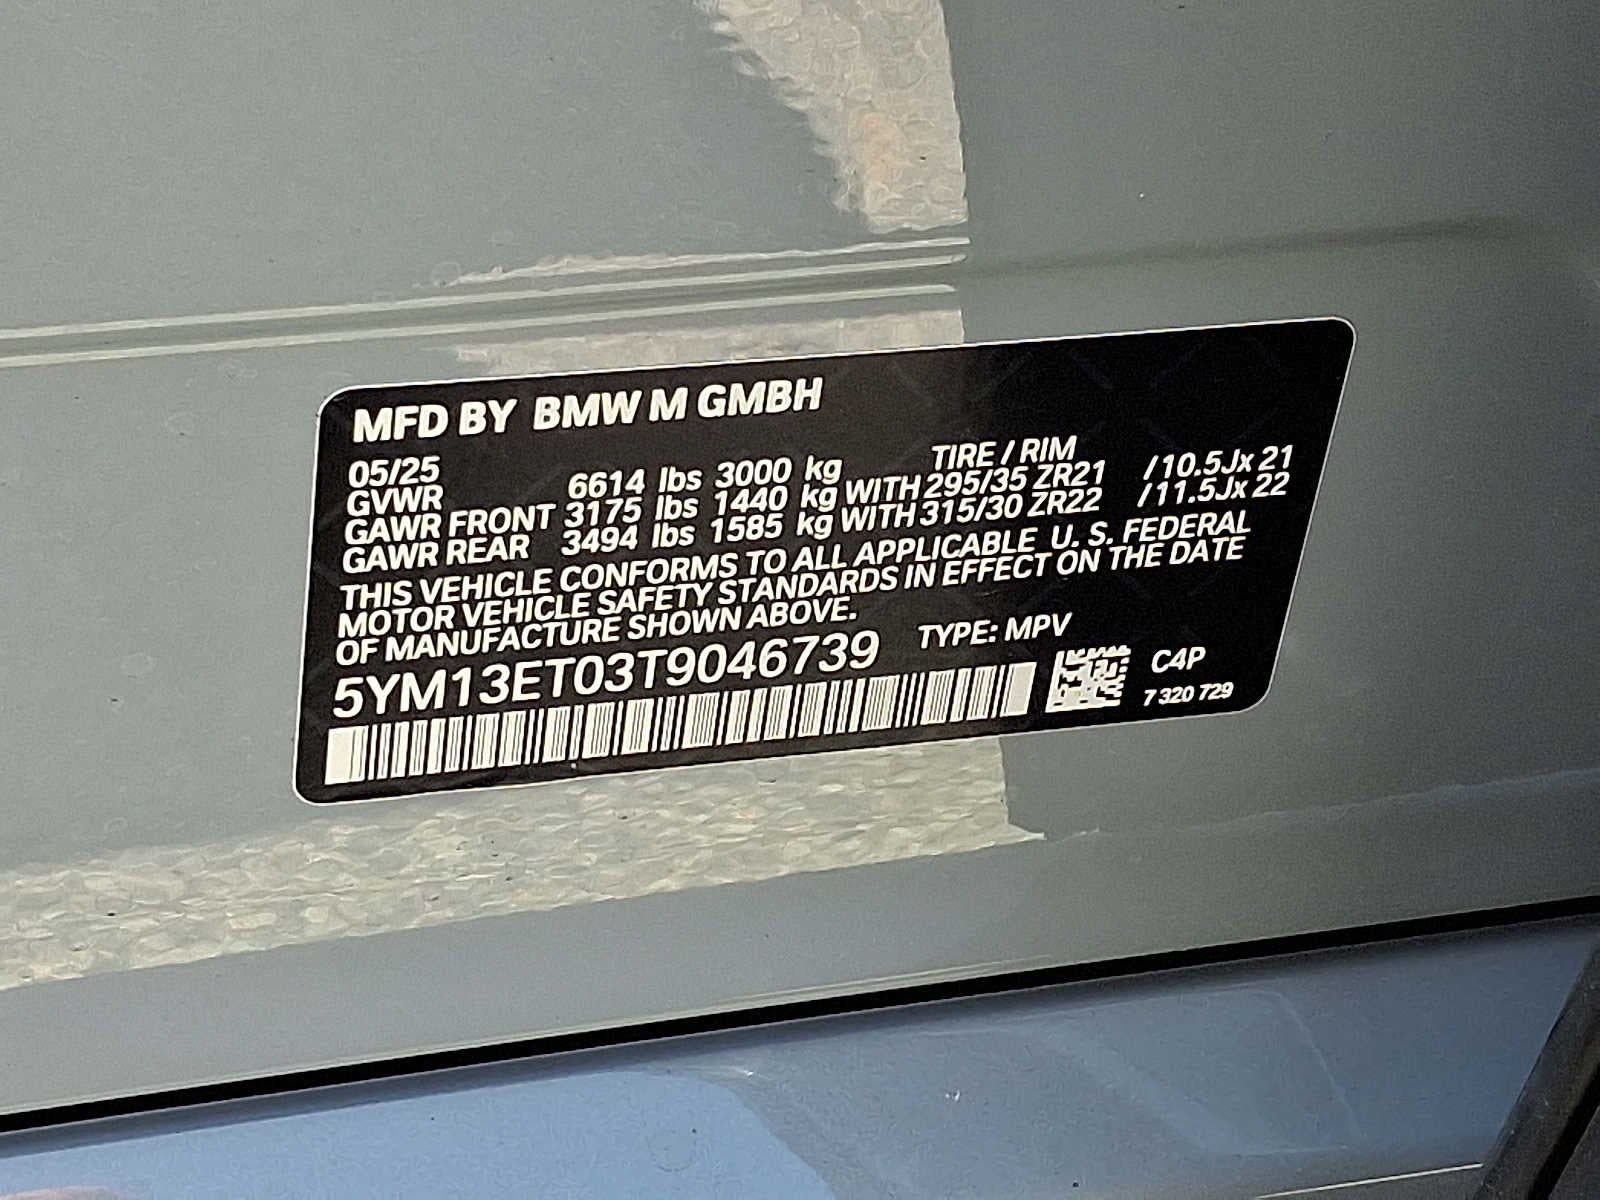 MFD BY BMW M GMBH
05/25 TIRE / RIM
GVWR 6614 lbs 3000 kg
GAWR FRONT 3175 lbs 1440 kg WITH 295/35 ZR21 /10.5Jx 21
GAWR REAR 3494 lbs 1585 kg WITH 315/30 ZR22 /11.5Jx 22
THIS VEHICLE CONFORMS TO ALL APPLICABLE U. S. FEDERAL
MOTOR VEHICLE SAFETY STANDARDS IN EFFECT ON THE DATE
OF MANUFACTURE SHOWN ABOVE.
5YM13ET03T9046739 TYPE: MPV
C4P
7 320 729